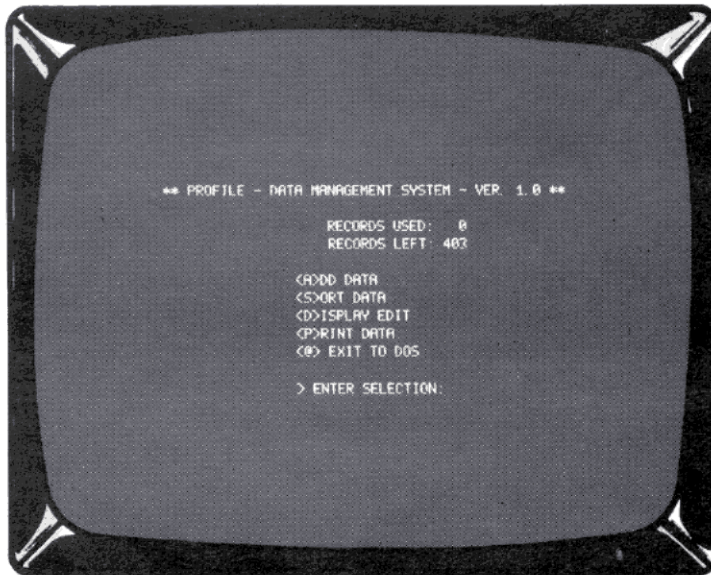 ** PROFILE - DATA MANAGEMENT SYSTEM - VER. 1.0 **
RECORDS USED: 0
RECORDS LEFT: 403
<A>DD DATA
<S>ORT DATA
<D>ISPLAY EDIT
<P>RINT DATA
<@> EXIT TO DOS
> ENTER SELECTION: